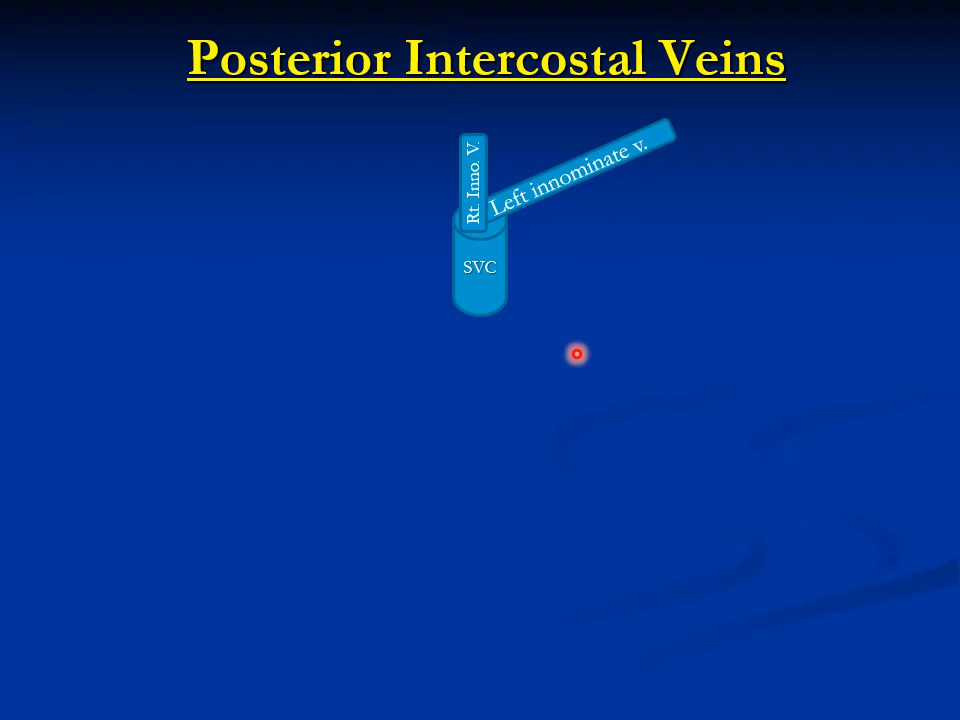 Posterior Intercostal Veins
Rt. Inno. V.
Left innominate v.
SVC